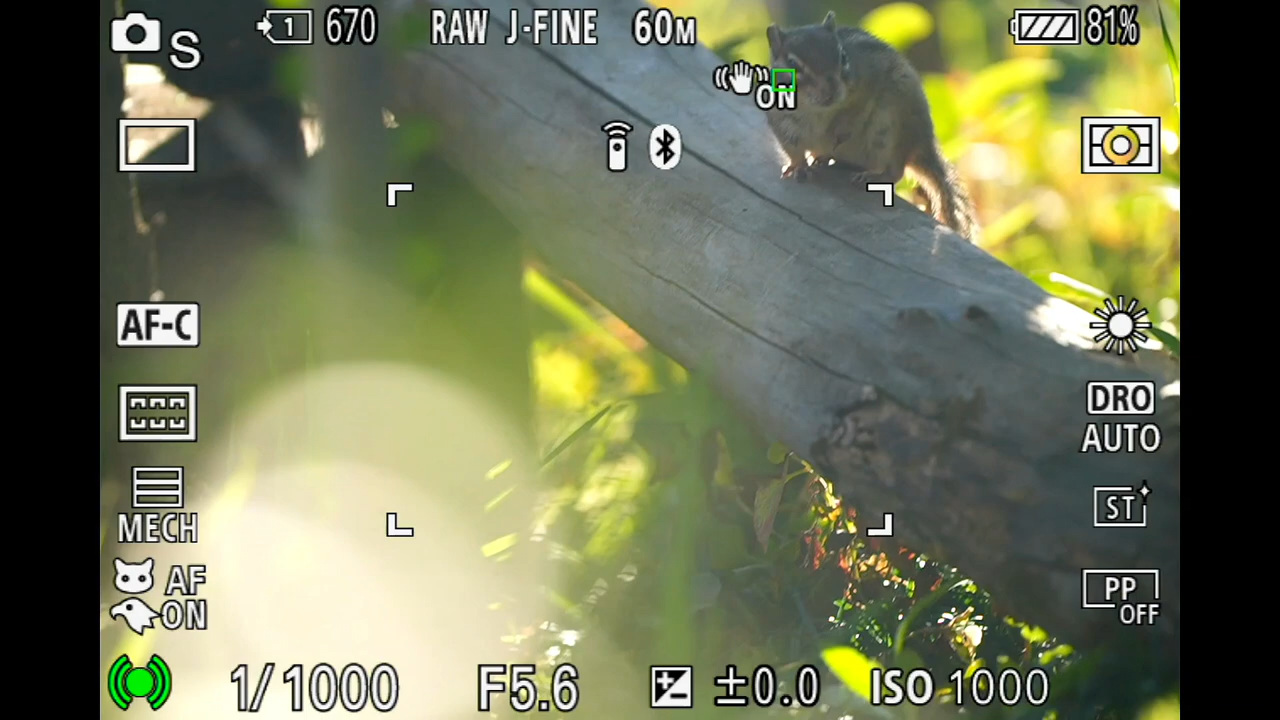 S 1 670 RAW J-FINE 60M 81%
ON
AF-C
DRO
AUTO
ST
MECH
AF
ON
PP
OFF
1/1000 F5.6 ±0.0 ISO 1000